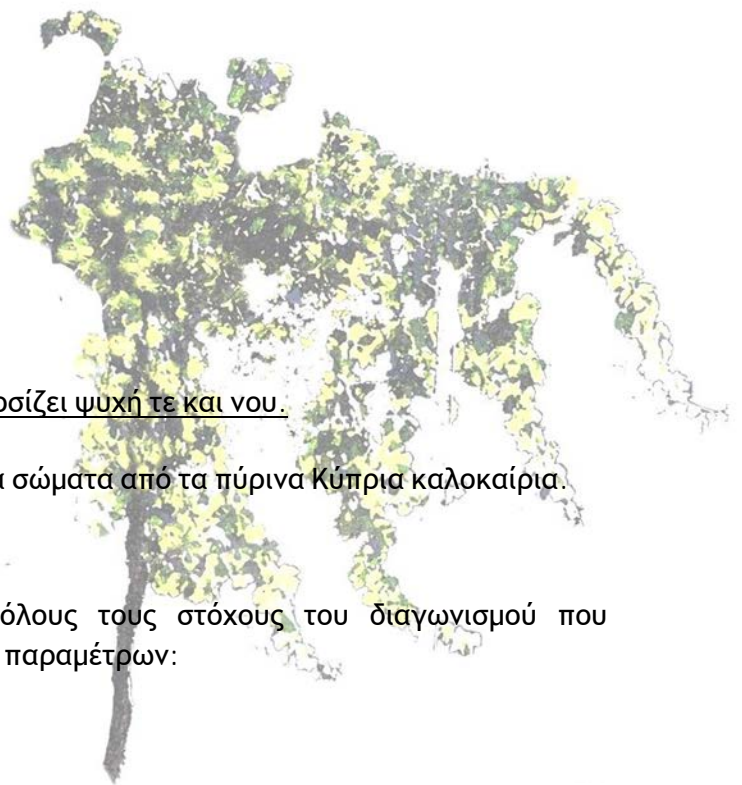 οσίζει ψυχή τε και νου.
α σώματα από τα πύρινα Κύπρια καλοκαίρια.
όλους τους στόχους του διαγωνισμού που
παραμέτρων: